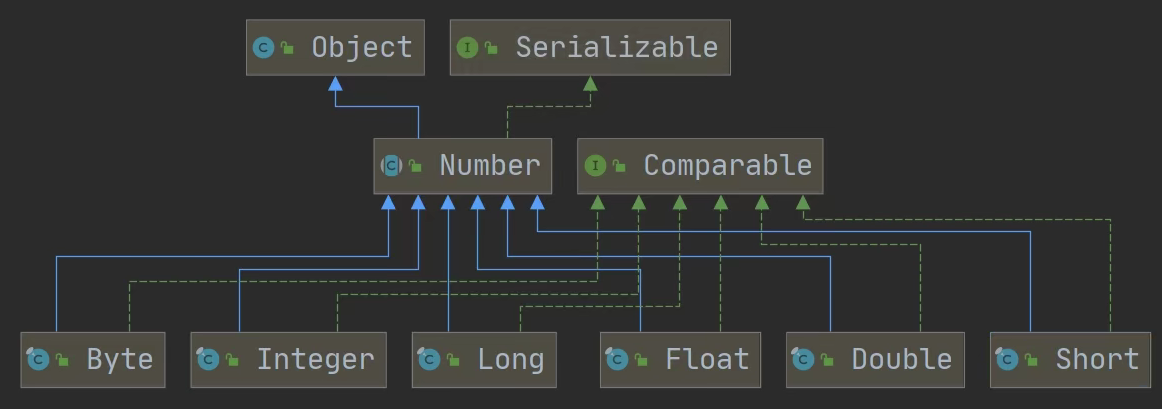 C Object
I Serializable
C Number
I Comparable
C Byte
C Integer
C Long
C Float
C Double
C Short